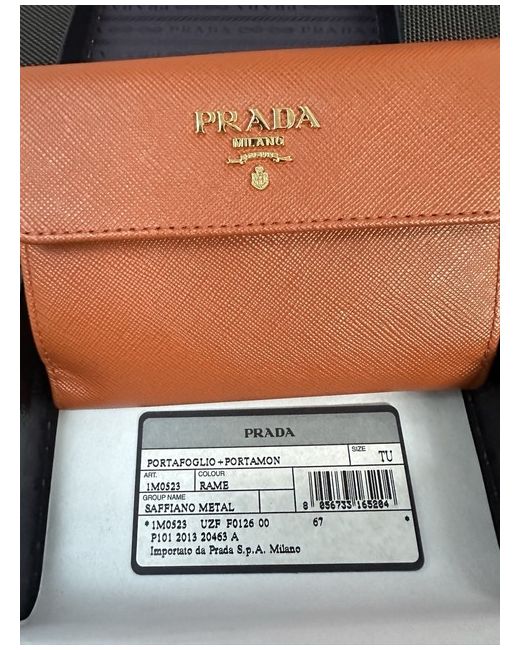 PRADA
MILANO
PRADA
PORTAFOGLIO+PORTAMON
SIZE
TU
ART.
COLOUR
1M0523
RAME
GROUP NAME
SAFFIANO METAL
8 056733 165204
*1M0523 UZF F0126 00 67
P101 2013 20463 A
Importato da Prada S.p.A. Milano